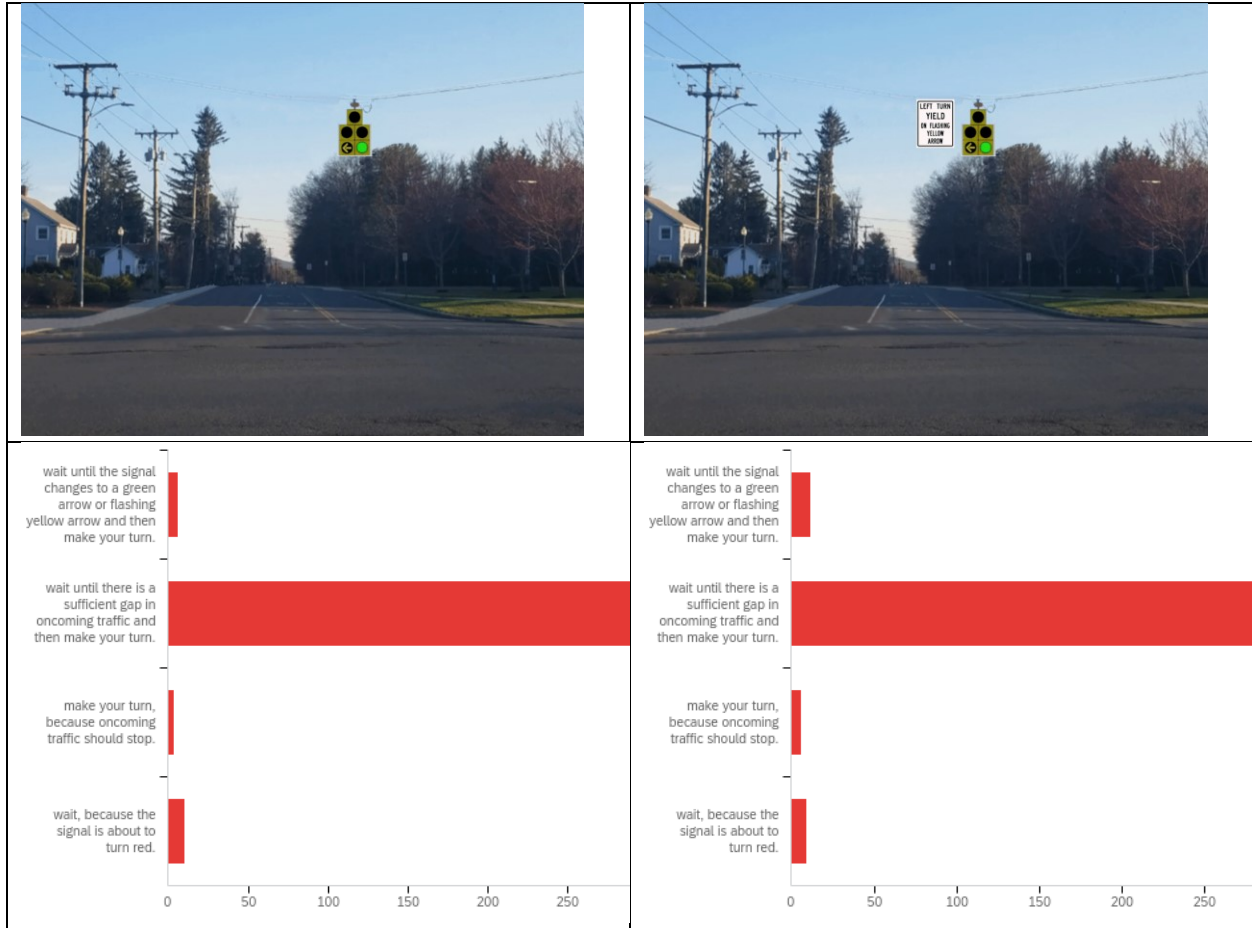 LEFT TURN
YIELD
ON FLASHING
YELLOW
ARROW
wait until the signal
changes to a green
arrow or flashing
yellow arrow and then
make your turn.
wait until there is a
sufficient gap in
oncoming traffic and
then make your turn.
make your turn,
because oncoming
traffic should stop.
wait, because the
signal is about to
turn red.
0 50 100 150 200 250
wait until the signal
changes to a green
arrow or flashing
yellow arrow and then
make your turn.
wait until there is a
sufficient gap in
oncoming traffic and
then make your turn.
make your turn,
because oncoming
traffic should stop.
wait, because the
signal is about to
turn red.
0 50 100 150 200 250